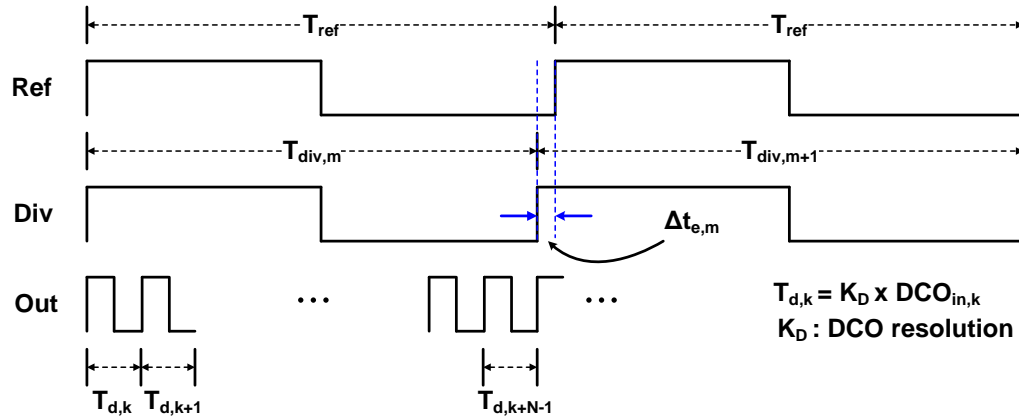 Tref Tref
Ref
Tdiv,m Tdiv,m+1
Div
Δte,m
Out
... ...
Td,k = KD x DCOin,k
KD : DCO resolution
Td,k Td,k+1 Td,k+N-1